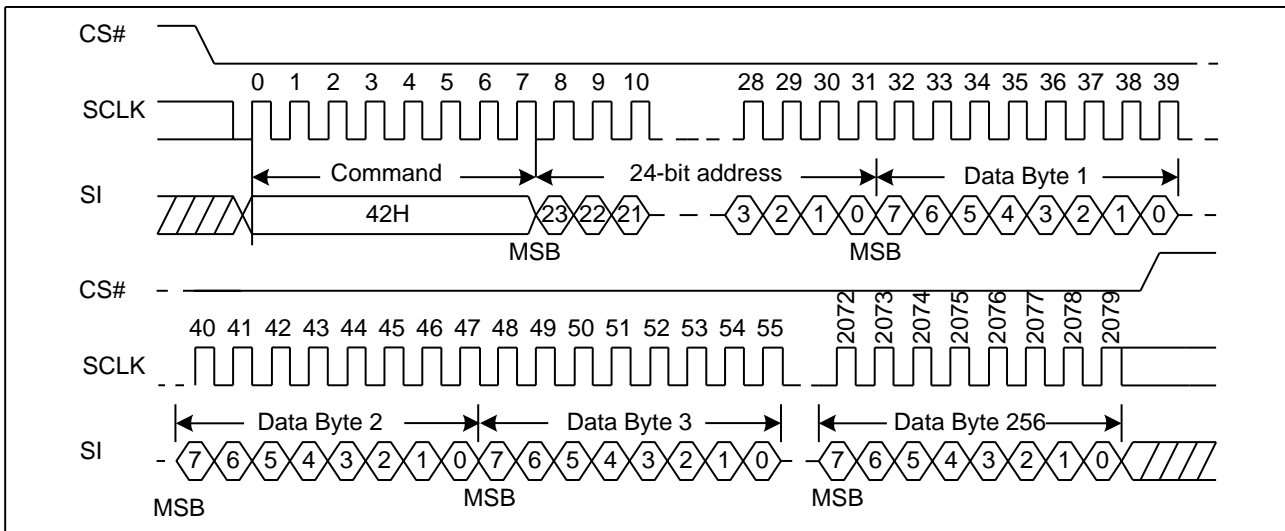 CS#
0 1 2 3 4 5 6 7 8 9 10 28 29 30 31 32 33 34 35 36 37 38 39
SCLK
Command 24-bit address Data Byte 1
SI
42H 23 22 21 3 2 1 0 7 6 5 4 3 2 1 0
MSB MSB
CS#
2072 2073 2074 2075 2076 2077 2078 2079
40 41 42 43 44 45 46 47 48 49 50 51 52 53 54 55
SCLK
Data Byte 2 Data Byte 3 Data Byte 256
SI
7 6 5 4 3 2 1 0 7 6 5 4 3 2 1 0 7 6 5 4 3 2 1 0
MSB MSB MSB